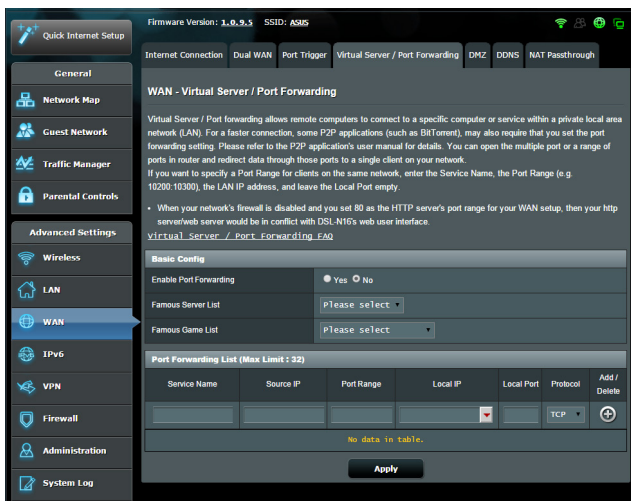 Quick Internet Setup
Firmware Version: 1.0.9.5 SSID: ASUS
Internet Connection Dual WAN Port Trigger Virtual Server / Port Forwarding DMZ DDNS NAT Passthrough
General
Network Map
Guest Network
Traffic Manager
Parental Controls
Advanced Settings
Wireless
LAN
WAN
IPv6
VPN
Firewall
Administration
System Log
WAN - Virtual Server / Port Forwarding
Virtual Server / Port forwarding allows remote computers to connect to a specific computer or service within a private local area
network (LAN). For a faster connection, some P2P applications (such as BitTorrent), may also require that you set the port
forwarding setting. Please refer to the P2P application's user manual for details. You can open the multiple port or a range of
ports in router and redirect data through those ports to a single client on your network.
If you want to specify a Port Range for clients on the same network, enter the Service Name, the Port Range (e.g.
10200:10300), the LAN IP address, and leave the Local Port empty.
• When your network's firewall is disabled and you set 80 as the HTTP server's port range for your WAN setup, then your http
server/web server would be in conflict with DSL-N16's web user interface.
Virtual Server / Port Forwarding FAQ
Basic Config
Enable Port Forwarding Yes No
Famous Server List Please select
Famous Game List Please select
Port Forwarding List (Max Limit : 32)
Service Name Source IP Port Range Local IP Local Port Protocol Add / Delete
TCP
No data in table.
Apply